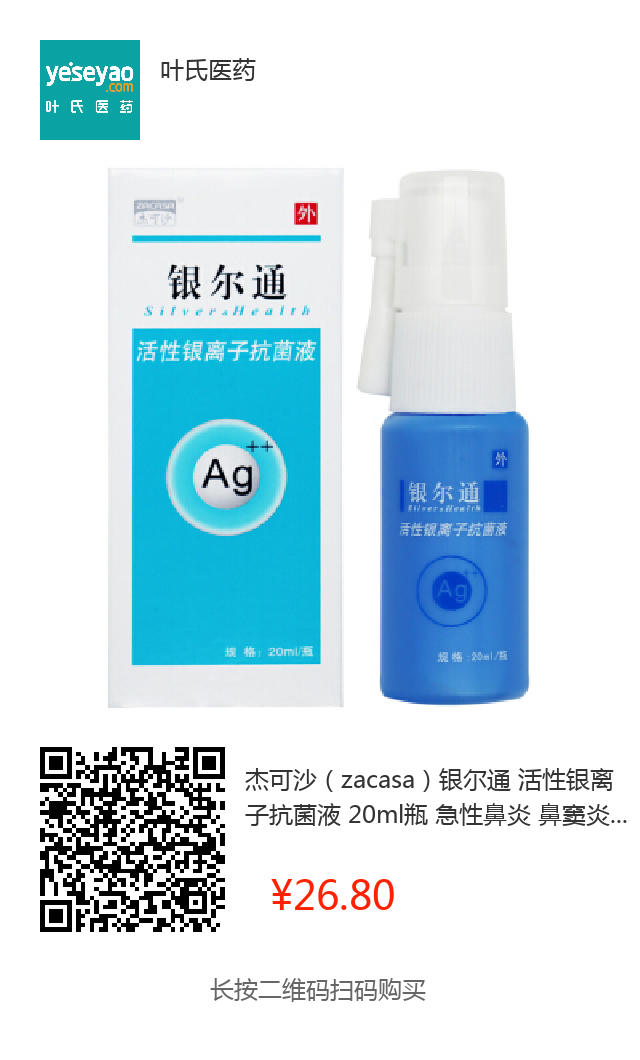 yeseyao
.com
叶氏医药
叶氏医药
ZACASA
杰可沙
外
银尔通
Silver&Health
活性银离子抗菌液
Ag++
规 格：20ml/瓶
外
银尔通
Silver&Health
活性银离子抗菌液
Ag++
规 格：20ml/瓶
杰可沙（zacasa）银尔通 活性银离
子抗菌液 20ml瓶 急性鼻炎 鼻窦炎...
¥26.80
长按二维码扫码购买